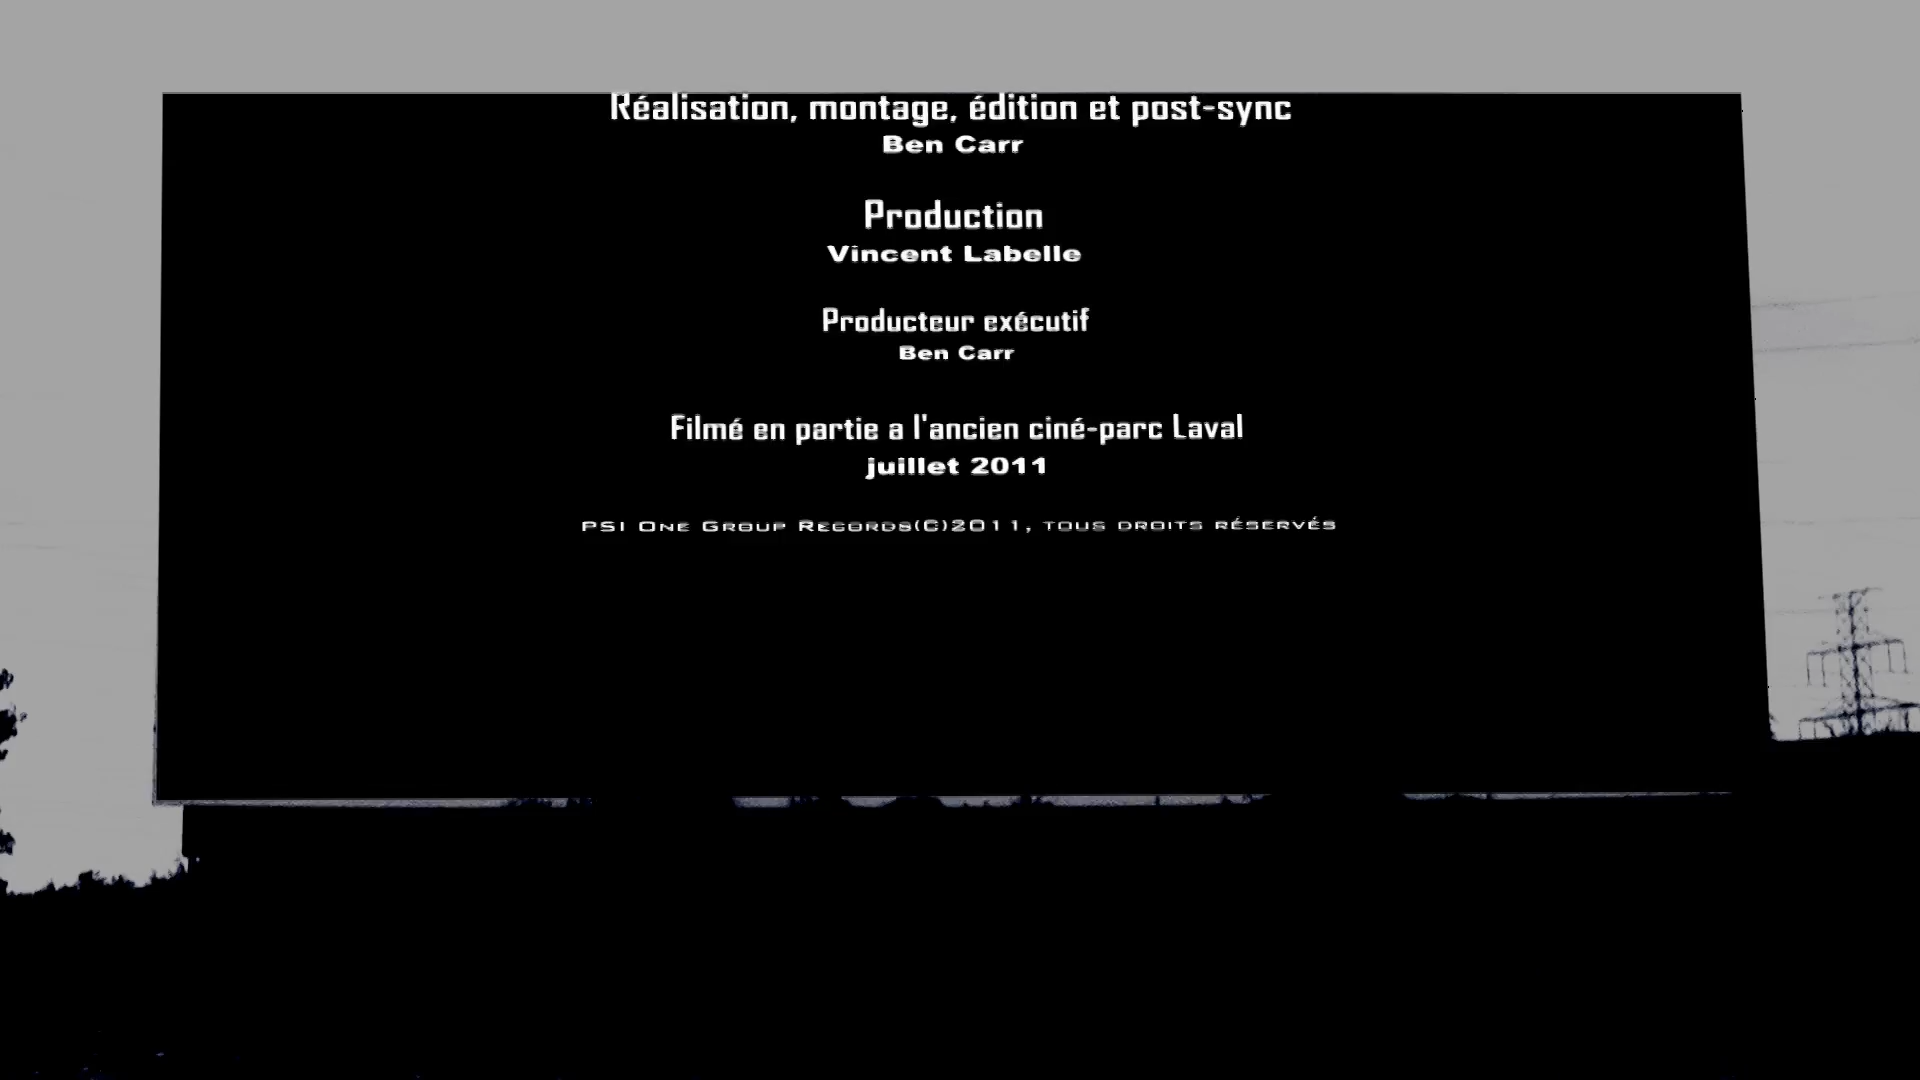 Réalisation, montage, édition et post-sync
Ben Carr
Production
Vincent Labelle
Producteur exécutif
Ben Carr
Filmé en partie a l'ancien ciné-parc Laval
juillet 2011
PSI One Group Records(C)2011, tous droits réservés